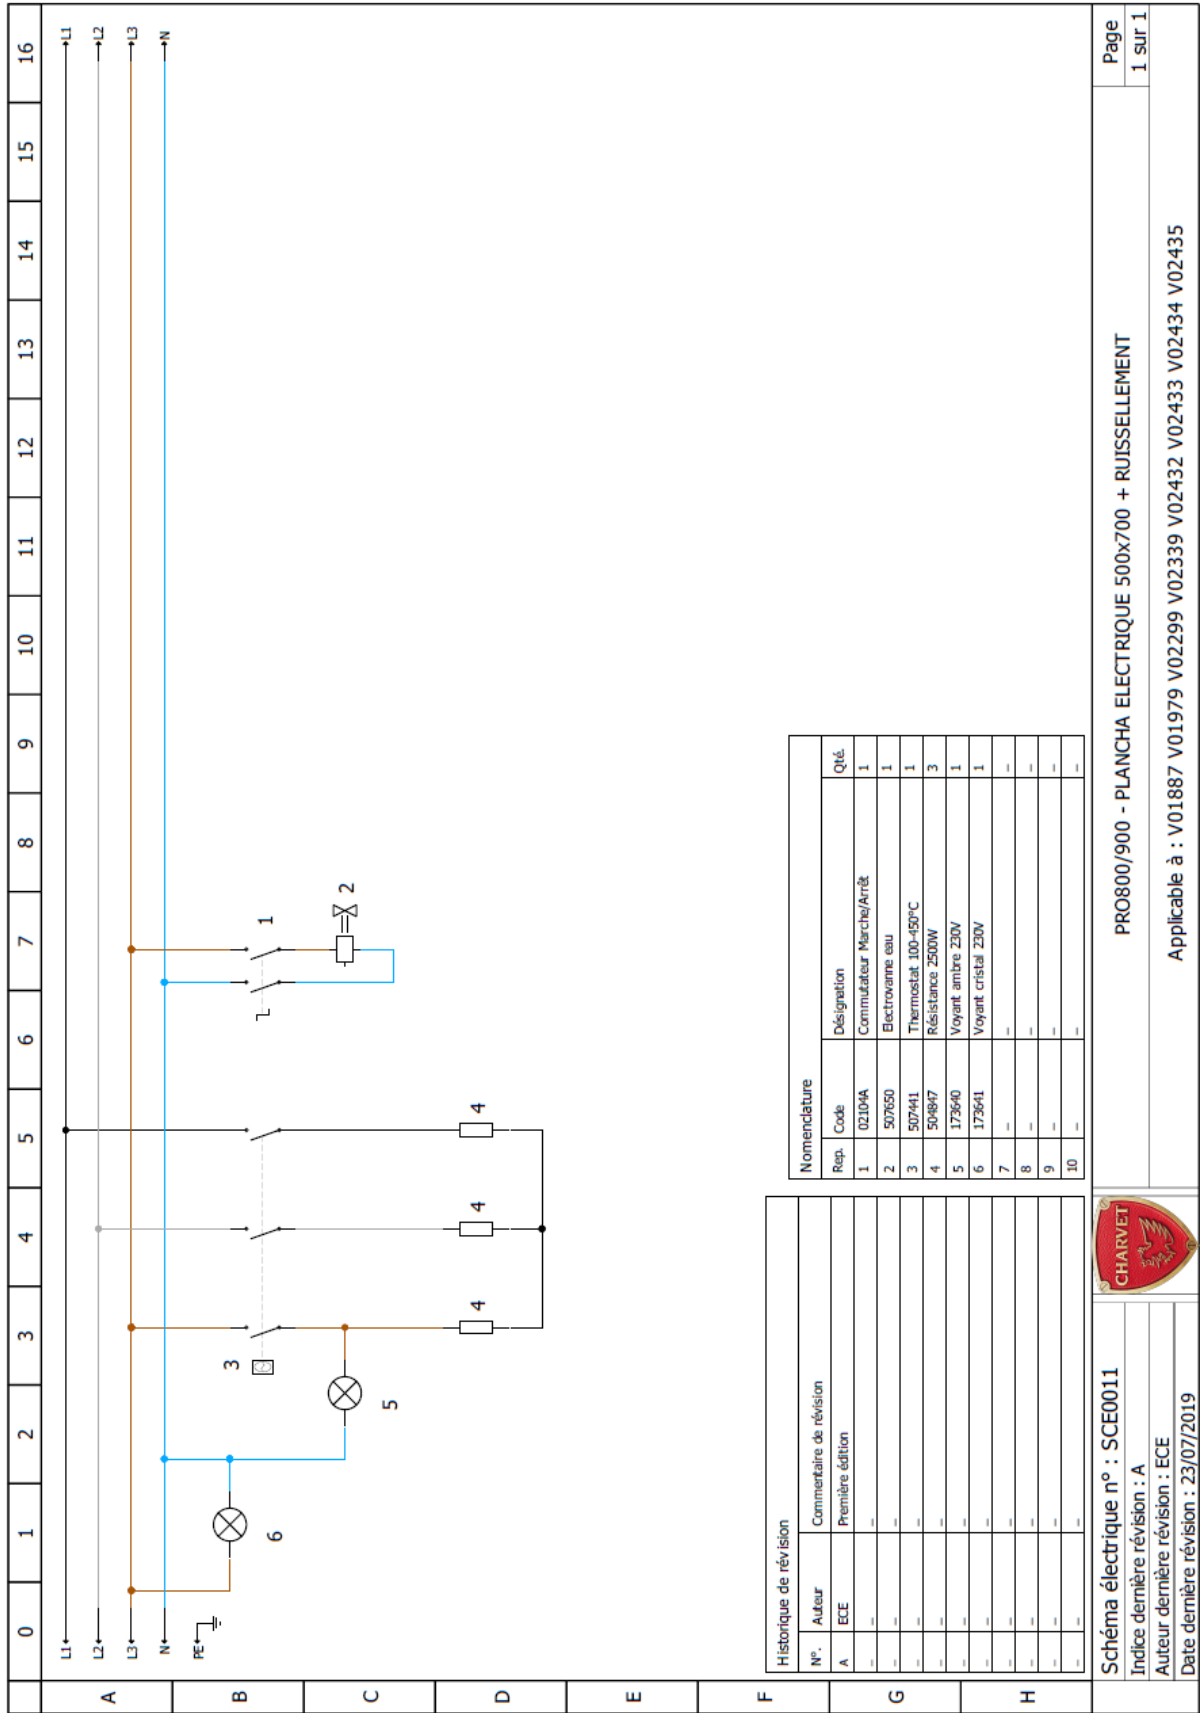 0 1 2 3 4 5 6 7 8 9 10 11 12 13 14 15 16
A
B
C
D
E
F
G
H
L1 L1
L2 L2
L3 L3
N N
PE
6
5
3
4
4
4
1
2
Historique de révision
N°. Auteur Commentaire de révision
A ECE Première édition
– – –
– – –
– – –
– – –
– – –
– – –
– – –
– – –
– – –
Nomenclature
Rep. Code Désignation Qté.
1 02104A Commutateur Marche/Arrêt 1
2 507650 Electrovanne eau 1
3 507441 Thermostat 100-450°C 1
4 504847 Résistance 2500W 3
5 173640 Voyant ambre 230V 1
6 173641 Voyant cristal 230V 1
7 – – –
8 – – –
9 – – –
10 – – –
Schéma électrique n° : SCE0011
Indice dernière révision : A
Auteur dernière révision : ECE
Date dernière révision : 23/07/2019
CHARVET
PRO800/900 - PLANCHA ELECTRIQUE 500x700 + RUISSELLEMENT
Applicable à : V01887 V01979 V02299 V02339 V02432 V02433 V02434 V02435
Page
1 sur 1